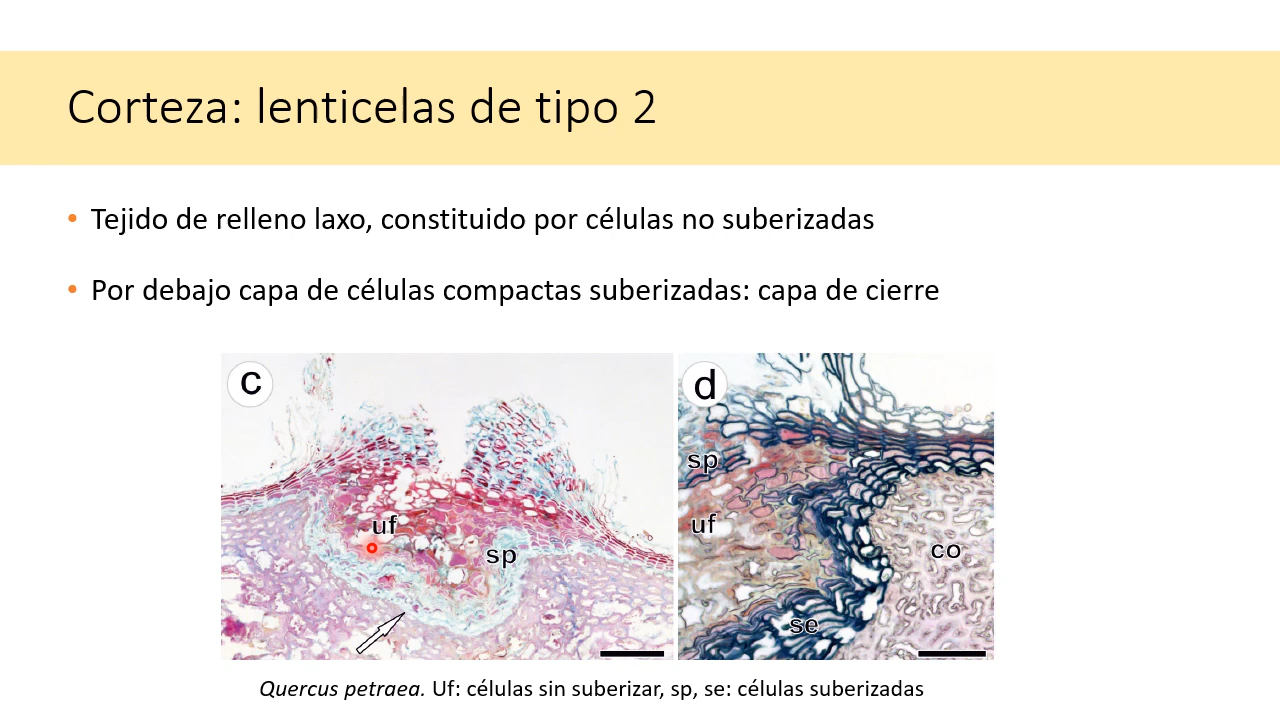 Corteza: lenticelas de tipo 2
• Tejido de relleno laxo, constituido por células no suberizadas
• Por debajo capa de células compactas suberizadas: capa de cierre
c
d
uf
sp
sp
uf
co
se
Quercus petraea. Uf: células sin suberizar, sp, se: células suberizadas